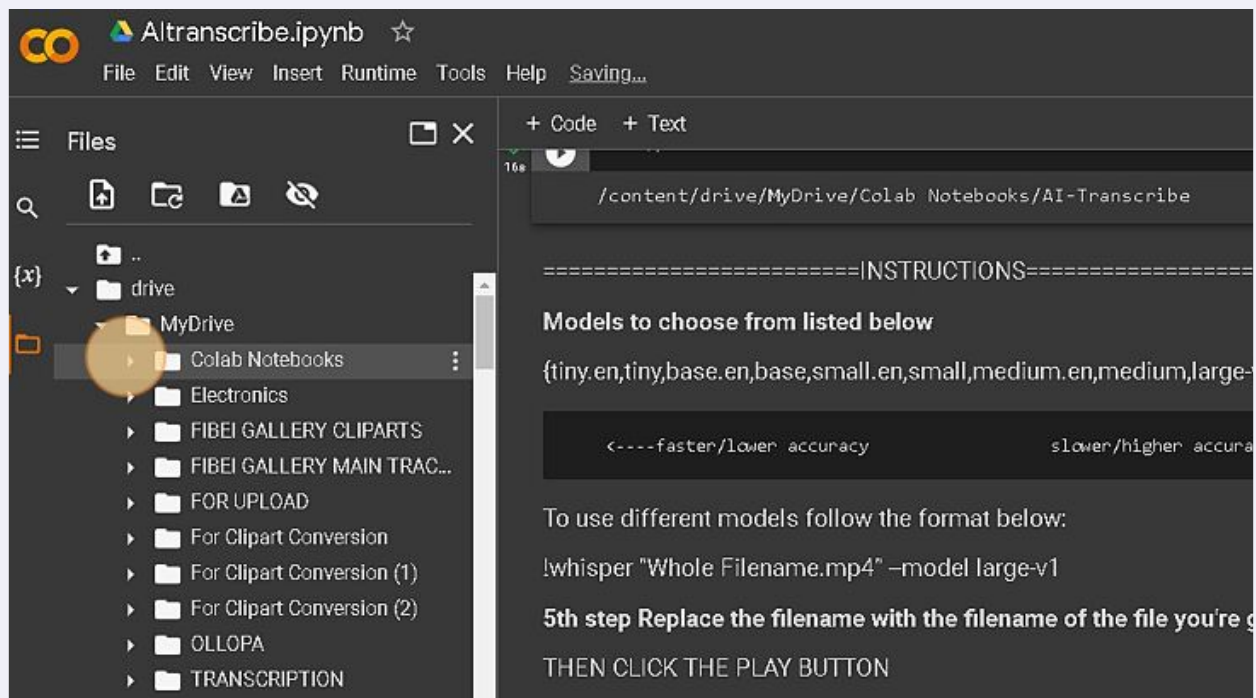 CO
AItranscribe.ipynb
File Edit View Insert Runtime Tools Help Saving...
Files
{x}
..
drive
MyDrive
Colab Notebooks
Electronics
FIBEI GALLERY CLIPARTS
FIBEI GALLERY MAIN TRAC...
FOR UPLOAD
For Clipart Conversion
For Clipart Conversion (1)
For Clipart Conversion (2)
OLLOPA
TRANSCRIPTION
+ Code + Text
16s
/content/drive/MyDrive/Colab Notebooks/AI-Transcribe
=========================INSTRUCTIONS==================
Models to choose from listed below
{tiny.en,tiny,base.en,base,small.en,small,medium.en,medium,large-
<----faster/lower accuracy slower/higher accura
To use different models follow the format below:
!whisper "Whole Filename.mp4" –model large-v1
5th step Replace the filename with the filename of the file you're
THEN CLICK THE PLAY BUTTON